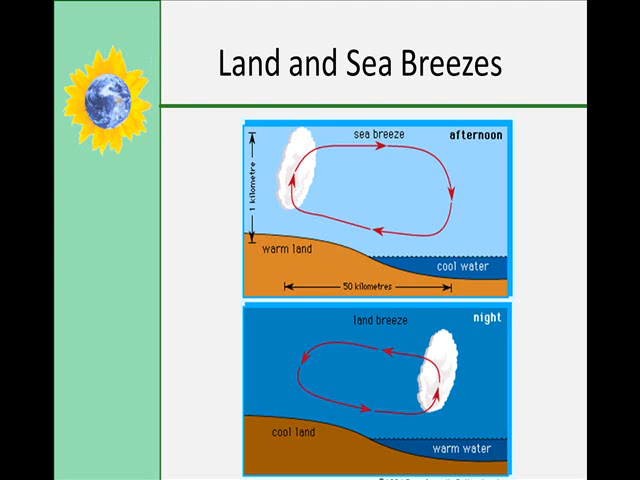 Land and Sea Breezes
sea breeze
afternoon
1 kilometre
warm land
cool water
50 kilometres
land breeze
night
cool land
warm water